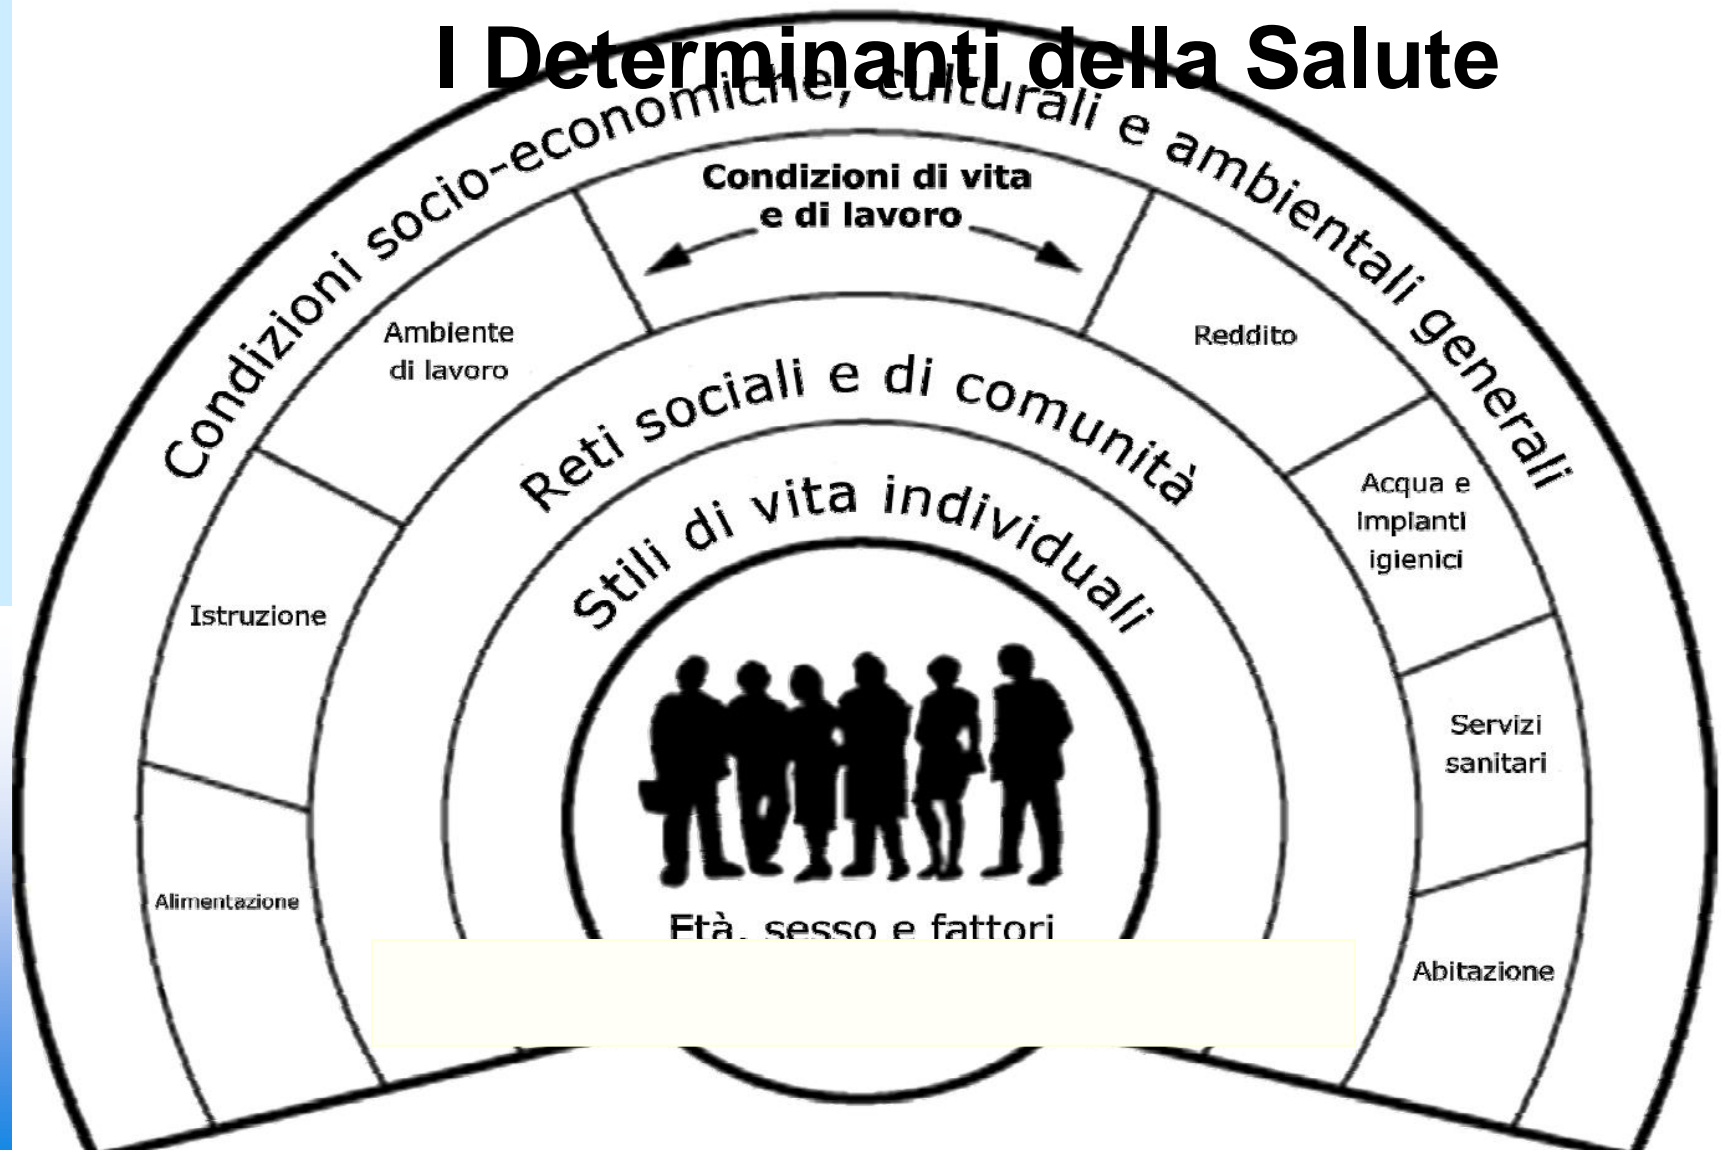 I Determinanti della Salute
Condizioni socio-economiche, culturali e ambientali generali
Condizioni di vita
e di lavoro
Ambiente
di lavoro
Reddito
Reti sociali e di comunità
Acqua e
impianti
igienici
Stili di vita individuali
Istruzione
Servizi
sanitari
Alimentazione
Età, sesso e fattori
Abitazione